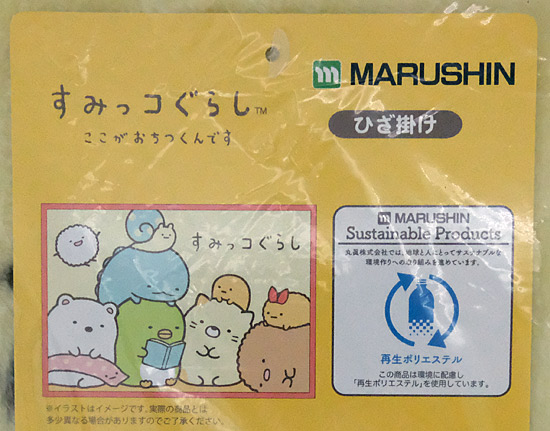 すみっコぐらし™
ここがおちつくんです
m MARUSHIN
ひざ掛け
すみっコぐらし
m MARUSHIN
Sustainable Products
丸眞株式会社では、地球と人にとってサステナブルな
環境作りへの取り組みを進めています。
再生ポリエステル
この商品は環境に配慮し
「再生ポリエステル」を使用しています。
※イラストはイメージです。実際の商品とは
多少異なる場合がありますのでご了承ください。